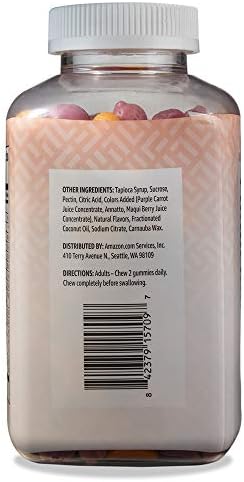 OTHER INGREDIENTS: Tapioca Syrup, Sucrose,
Pectin, Citric Acid, Colors Added (Purple Carrot
Juice Concentrate, Annatto, Maqui Berry Juice
Concentrate), Natural Flavors, Fractionated
Coconut Oil, Sodium Citrate, Carnauba Wax.
DISTRIBUTED BY: Amazon.com Services, Inc.
410 Terry Avenue N., Seattle, WA 98109
DIRECTIONS: Adults – Chew 2 gummies daily.
Chew completely before swallowing.
8 42379 15709 7